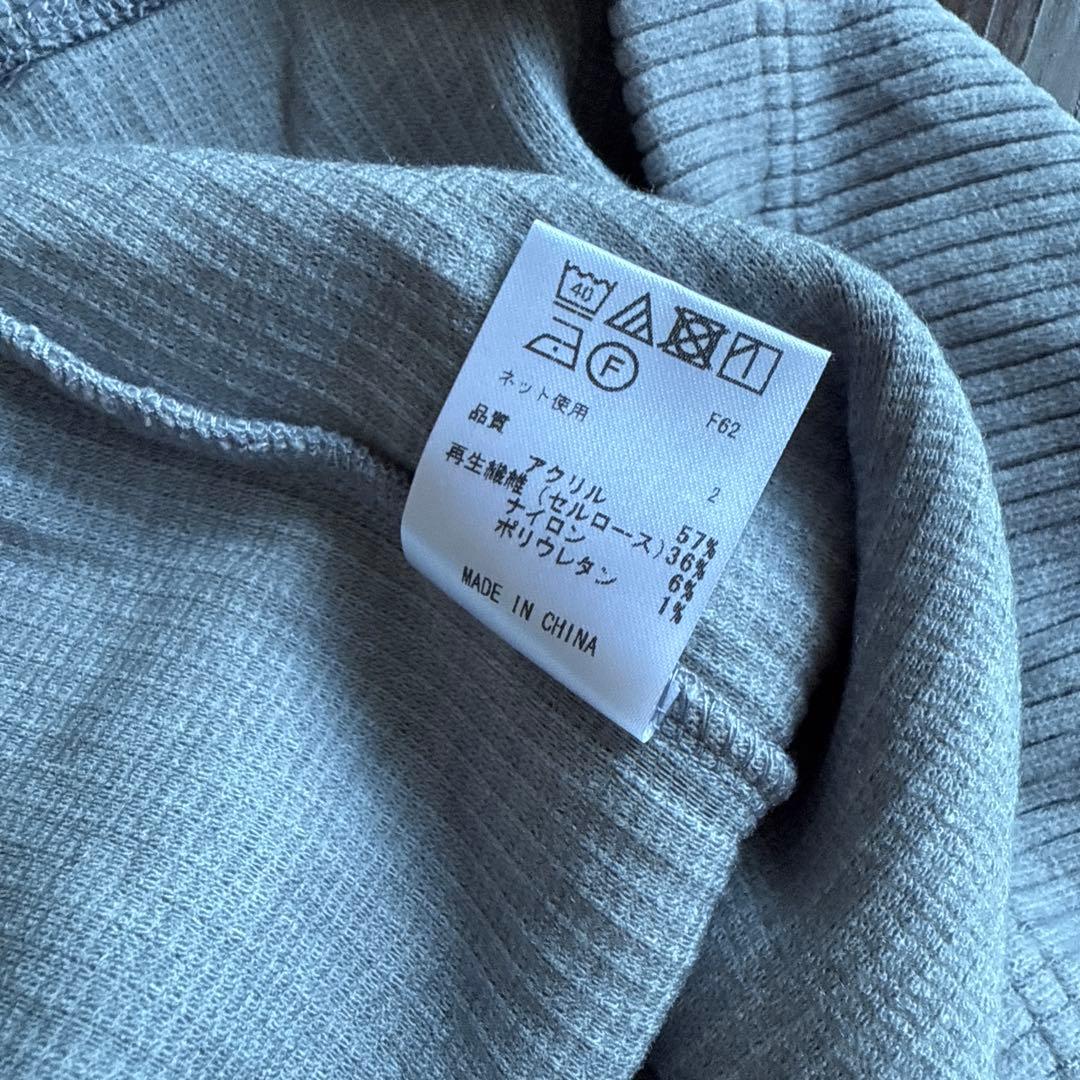 40
F
ネット使用 F62
品質
2
アクリル 57%
再生繊維(セルロース)36%
ナイロン 6%
ポリウレタン 1%
MADE IN CHINA